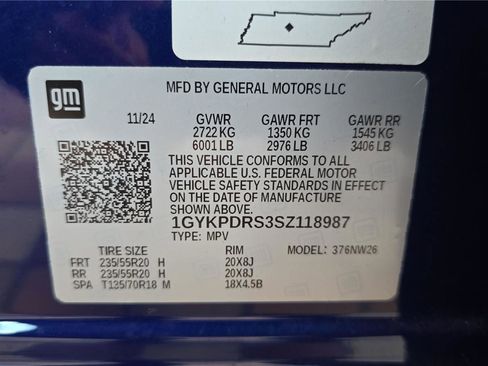 gm
MFD BY GENERAL MOTORS LLC
11/24 GVWR GAWR FRT GAWR RR
2722 KG 1350 KG 1545 KG
6001 LB 2976 LB 3406 LB
THIS VEHICLE CONFORMS TO ALL
APPLICABLE U.S. FEDERAL MOTOR
VEHICLE SAFETY STANDARDS IN EFFECT
ON THE DATE OF MANUFACTURE
SHOWN ABOVE.
1GYKPDRS3SZ118987
TYPE: MPV
TIRE SIZE RIM MODEL: 376NW26
FRT 235/55R20 H 20X8J
RR 235/55R20 H 20X8J
SPA T135/70R18 M 18X4.5B